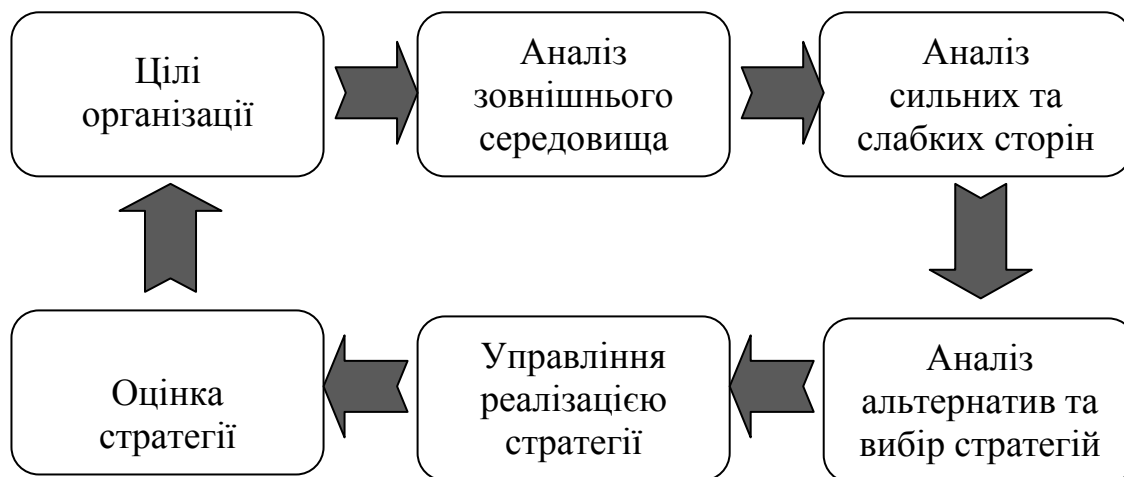 Цілі
організації
Аналіз
зовнішнього
середовища
Аналіз
сильних та
слабких сторін
Аналіз
альтернатив та
вибір стратегій
Управління
реалізацією
стратегії
Оцінка
стратегії